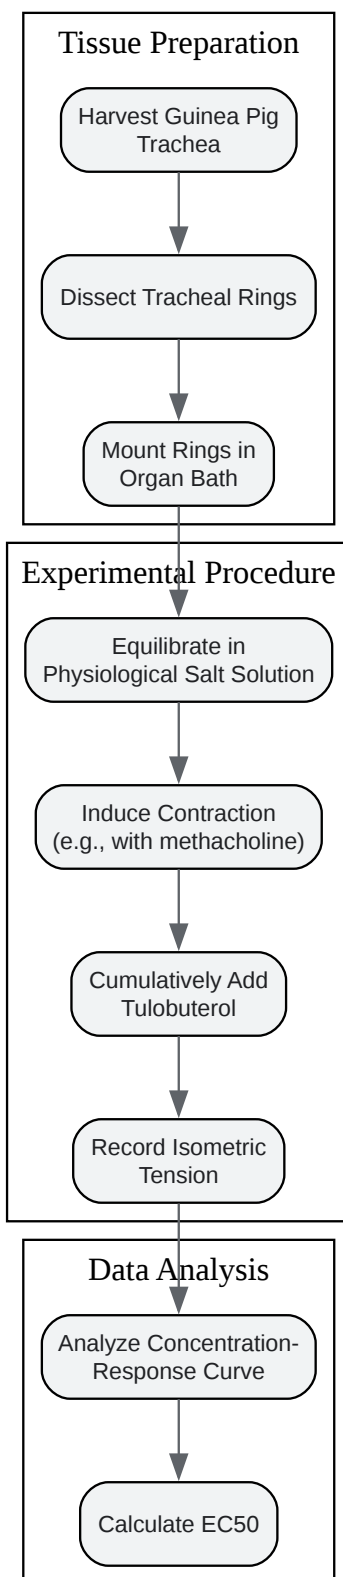 Tissue Preparation
Harvest Guinea Pig
Trachea
Dissect Tracheal Rings
Mount Rings in
Organ Bath
Experimental Procedure
Equilibrate in
Physiological Salt Solution
Induce Contraction
(e.g., with methacholine)
Cumulatively Add
Tulobuterol
Record Isometric
Tension
Data Analysis
Analyze Concentration-
Response Curve
Calculate EC50